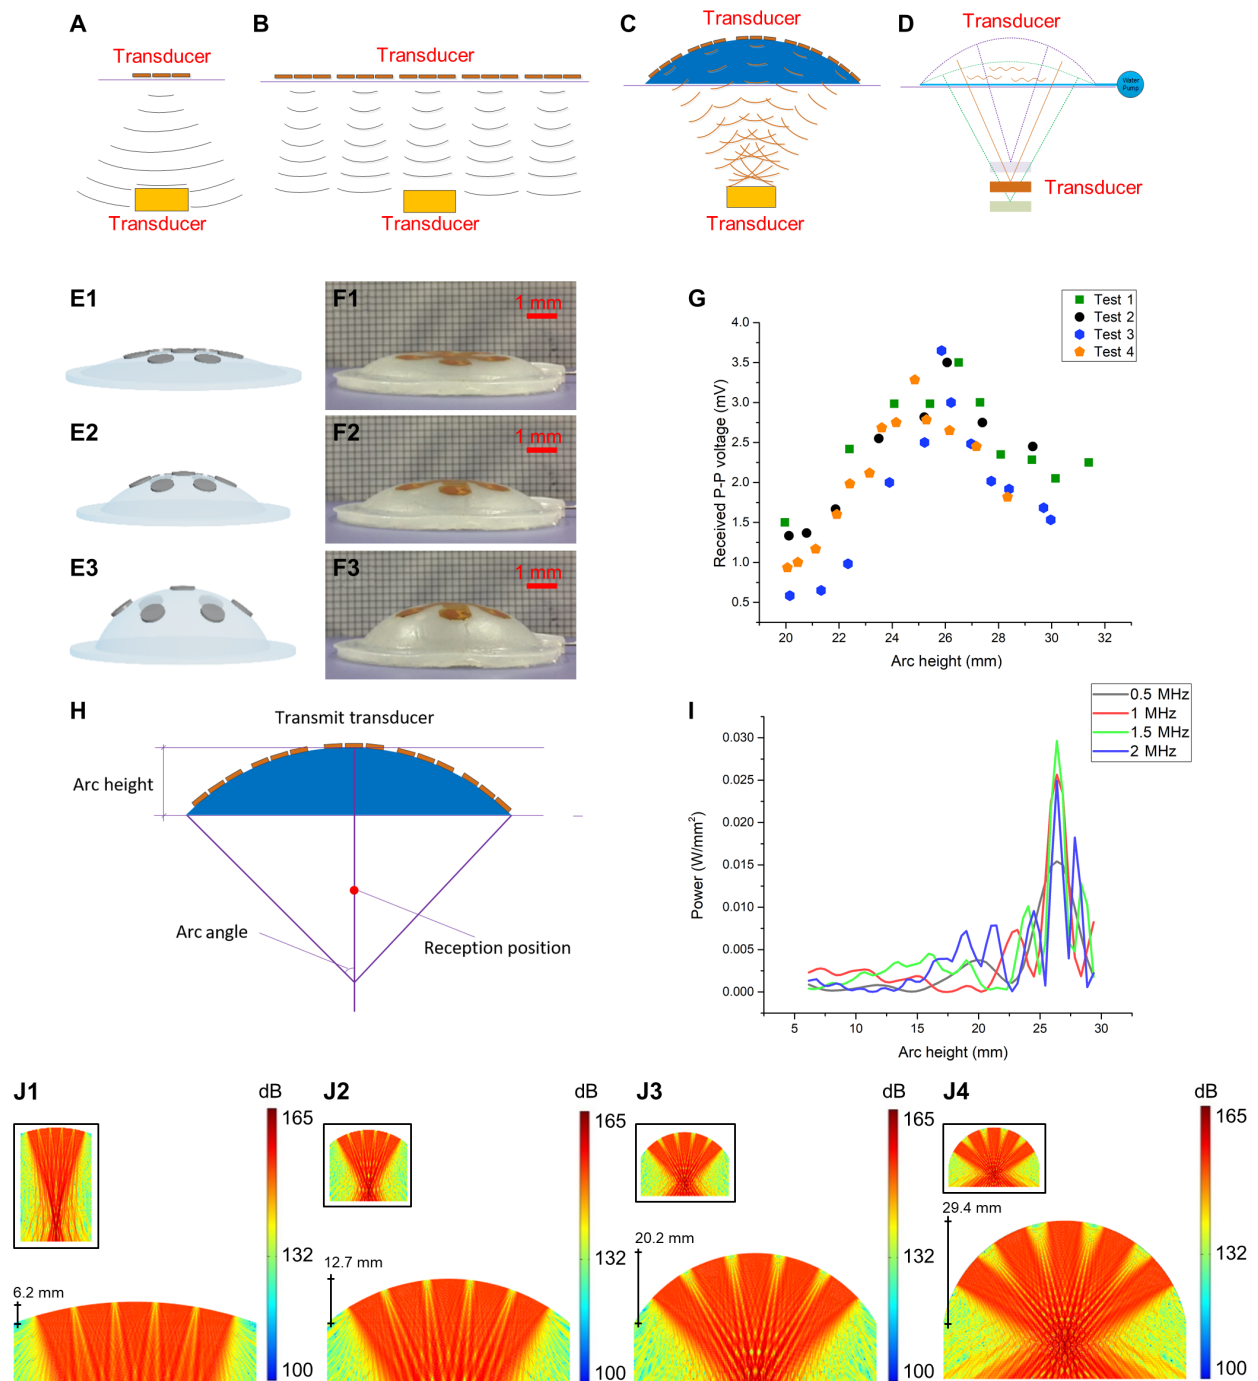 A
B
C
D
Transducer
Transducer
Transducer
Transducer
Water
Pump
Transducer
Transducer
Transducer
Transducer
E1
F1
1 mm
E2
F2
1 mm
E3
F3
1 mm
G
Test 1
Test 2
Test 3
Test 4
4.0
3.5
3.0
2.5
2.0
1.5
1.0
0.5
Received P-P voltage (mV)
20 22 24 26 28 30 32
Arc height (mm)
H
Transmit transducer
Arc height
Arc angle
Reception position
I
0.5 MHz
1 MHz
1.5 MHz
2 MHz
0.030
0.025
0.020
0.015
0.010
0.005
0.000
Power (W/mm²)
5 10 15 20 25 30
Arc height (mm)
J1
dB
165
132
100
6.2 mm
J2
dB
165
132
100
12.7 mm
J3
dB
165
132
100
20.2 mm
J4
dB
165
132
100
29.4 mm